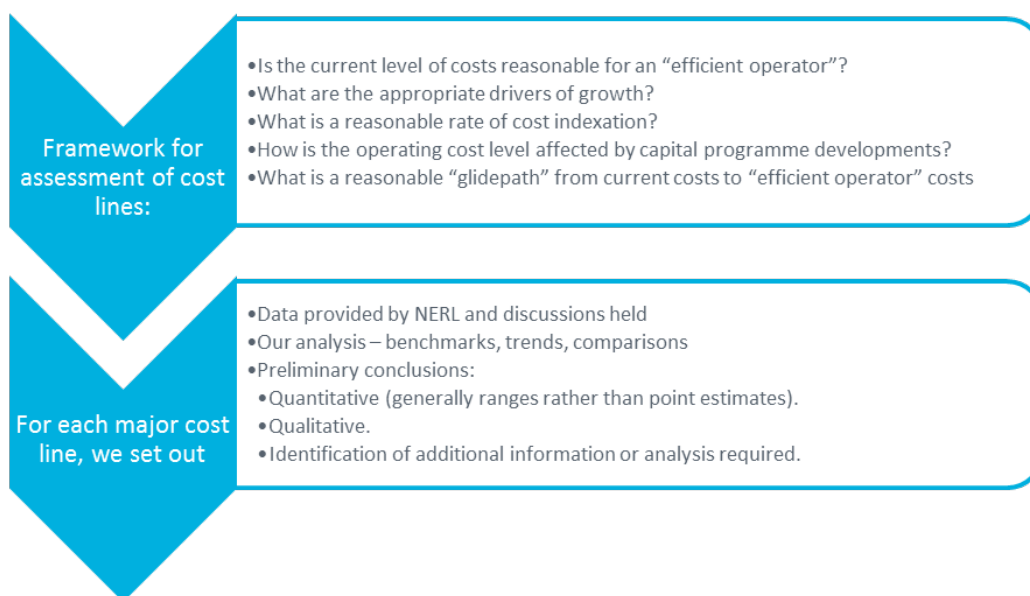 Framework for
assessment of cost
lines:
•Is the current level of costs reasonable for an “efficient operator”?
•What are the appropriate drivers of growth?
•What is a reasonable rate of cost indexation?
•How is the operating cost level affected by capital programme developments?
•What is a reasonable “glidepath” from current costs to “efficient operator” costs
For each major cost
line, we set out
•Data provided by NERL and discussions held
•Our analysis – benchmarks, trends, comparisons
•Preliminary conclusions:
•Quantitative (generally ranges rather than point estimates).
•Qualitative.
•Identification of additional information or analysis required.